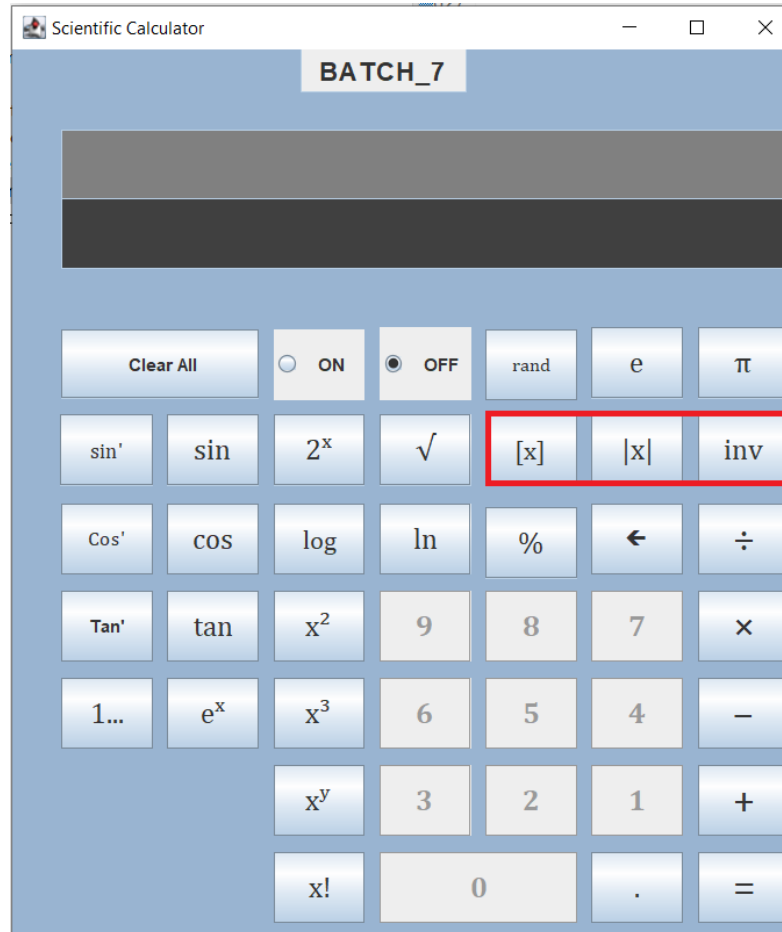 Scientific Calculator
BATCH_7
Clear All ON OFF rand e π
sin' sin 2ˣ √ [x] |x| inv
Cos' cos log ln % ÷
Tan' tan x² 9 8 7 ×
1... eˣ x³ 6 5 4 −
xʸ 3 2 1 +
x! 0 . =